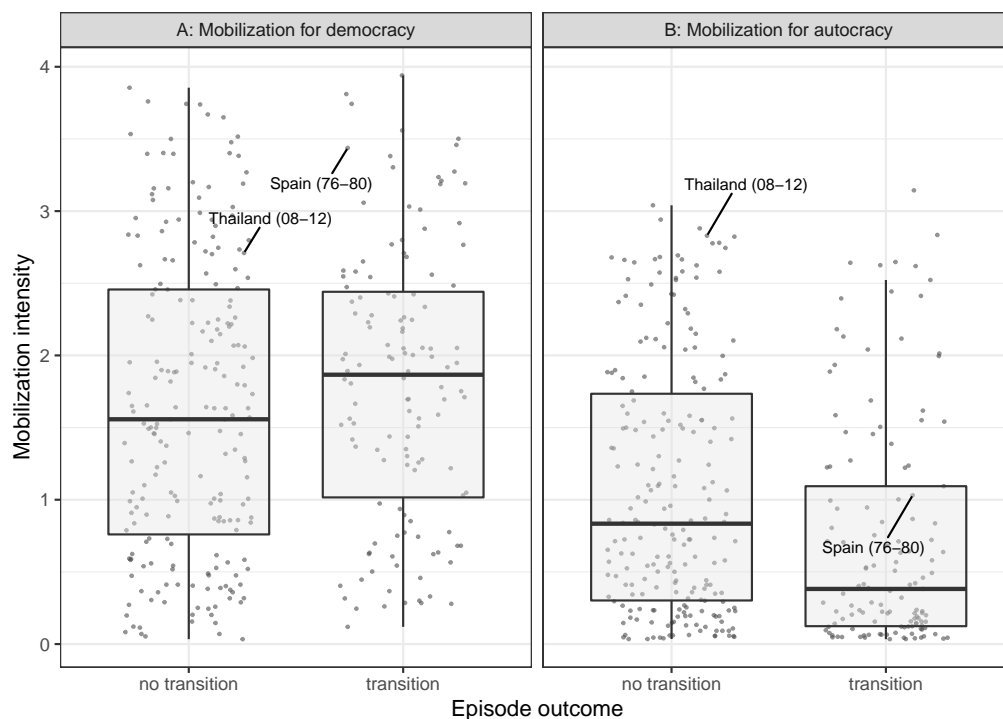 A: Mobilization for democracy
B: Mobilization for autocracy
Mobilization intensity
4
3
2
1
0
Spain (76–80)
Thailand (08–12)
Thailand (08–12)
Spain (76–80)
no transition
transition
no transition
transition
Episode outcome